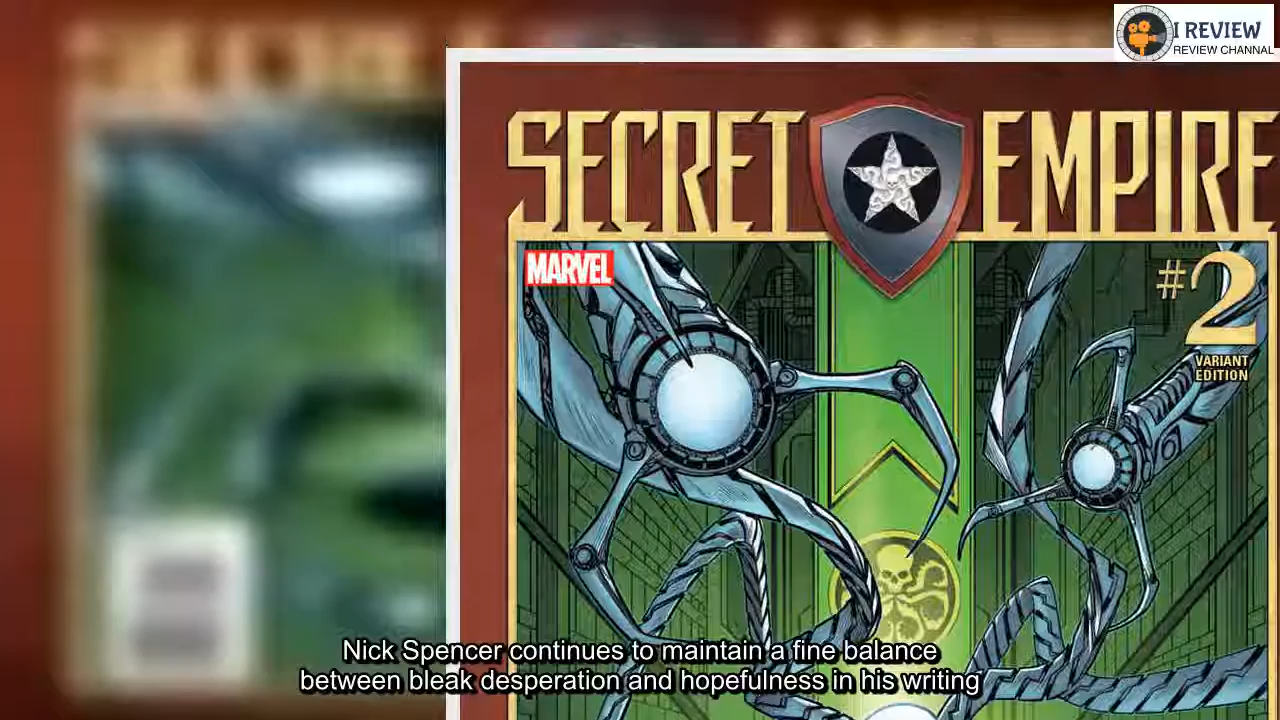 I REVIEW
REVIEW CHANNAL
SECRET EMPIRE
MARVEL
#2
VARIANT
EDITION
Nick Spencer continues to maintain a fine balance
between bleak desperation and hopefulness in his writing